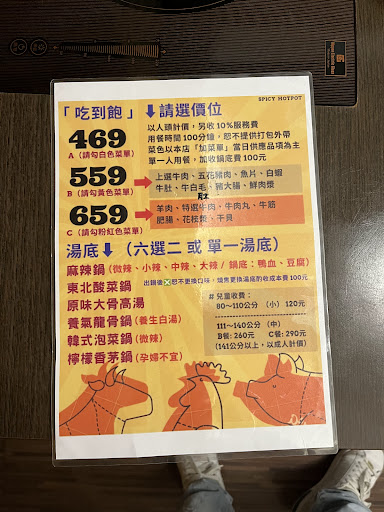 SPICY HOTPOT
「吃到飽」⬇請選價位
469
A（請勾白色菜單）
以人頭計價，另收10%服務費
用餐時間100分鐘，恕不提供打包外帶
菜色以本店「加菜單」當日供應品項為主
單一人用餐，加收鍋底費 100元
559
B（請勾黃色菜單）
上選牛肉、五花豬肉、魚片、白蝦
牛肚、牛白毛、豬大腸、鮮肉漿
659
C（請勾粉紅色菜單）
羊肉、特選牛肉、牛肉丸、牛筋
肥腸、花枝漿、干貝
湯底⬇（六選二 或 單一湯底）
麻辣鍋（微辣、小辣、中辣、大辣 / 鍋底：鴨血、豆腐）
東北酸菜鍋
原味大骨高湯
養氣龍骨鍋（養生白湯）
韓式泡菜鍋（微辣）
檸檬香茅鍋（孕婦不宜）
# 兒童收費：
80～110公分 （小） 120元
111～140公分 （中）
B餐: 260元 C餐: 290元
（141公分以上，以成人計價）